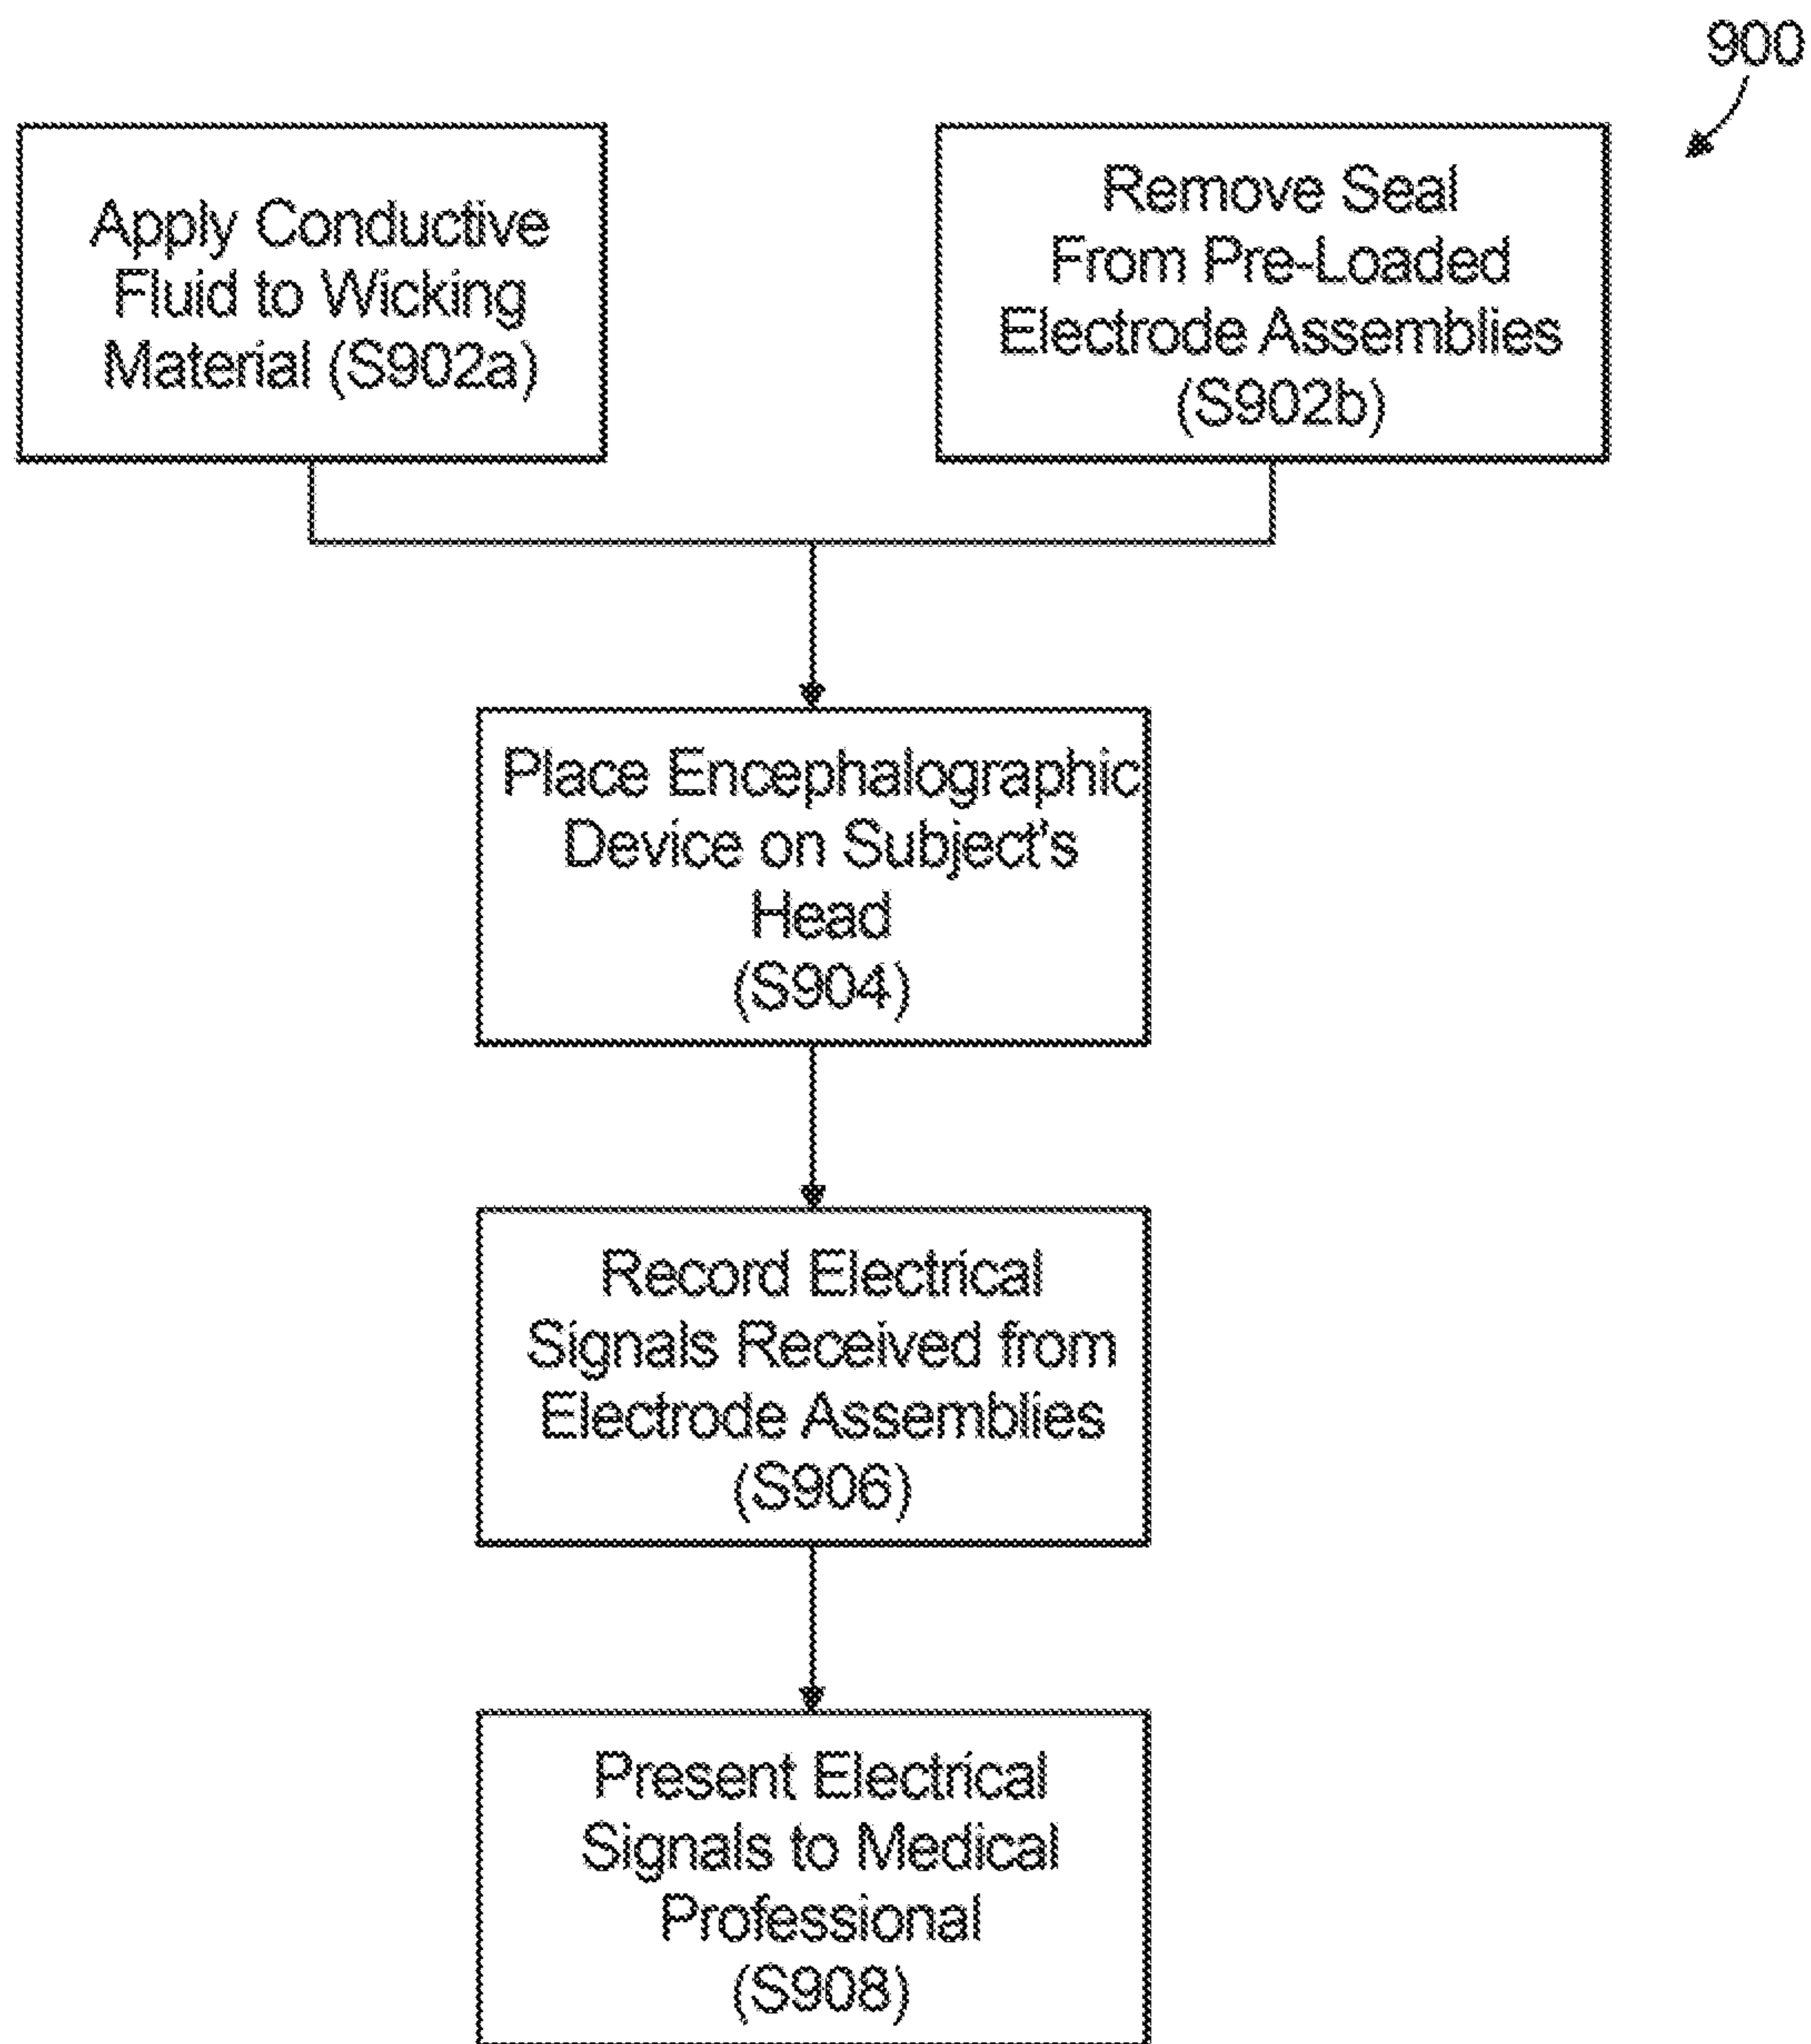 900
Apply Conductive
Fluid to Wicking
Material (S902a)
Remove Seal
From Pre-Loaded
Electrode Assemblies
(S902b)
Place Encephalographic
Device on Subject's
Head
(S904)
Record Electrical
Signals Received from
Electrode Assemblies
(S906)
Present Electrical
Signals to Medical
Professional
(S908)